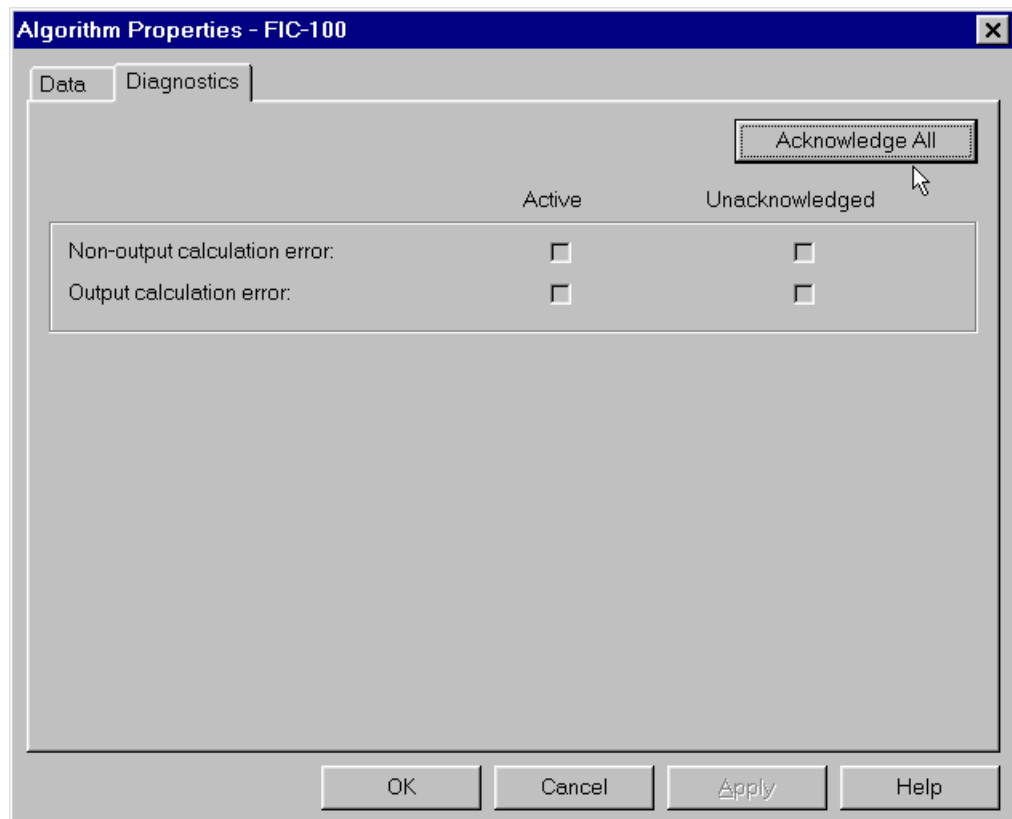 Algorithm Properties - FIC-100
Data Diagnostics
Acknowledge All
Active Unacknowledged
Non-output calculation error:
Output calculation error:
OK Cancel Apply Help